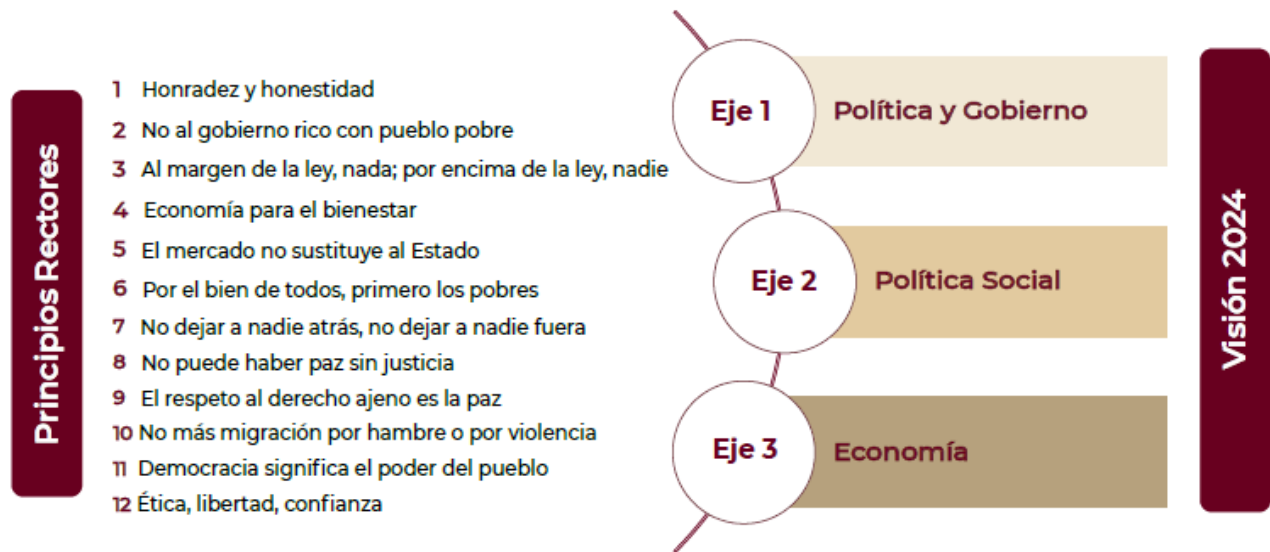 Principios Rectores
1 Honradez y honestidad
2 No al gobierno rico con pueblo pobre
3 Al margen de la ley, nada; por encima de la ley, nadie
4 Economía para el bienestar
5 El mercado no sustituye al Estado
6 Por el bien de todos, primero los pobres
7 No dejar a nadie atrás, no dejar a nadie fuera
8 No puede haber paz sin justicia
9 El respeto al derecho ajeno es la paz
10 No más migración por hambre o por violencia
11 Democracia significa el poder del pueblo
12 Ética, libertad, confianza
Eje 1 Política y Gobierno
Eje 2 Política Social
Eje 3 Economía
Visión 2024